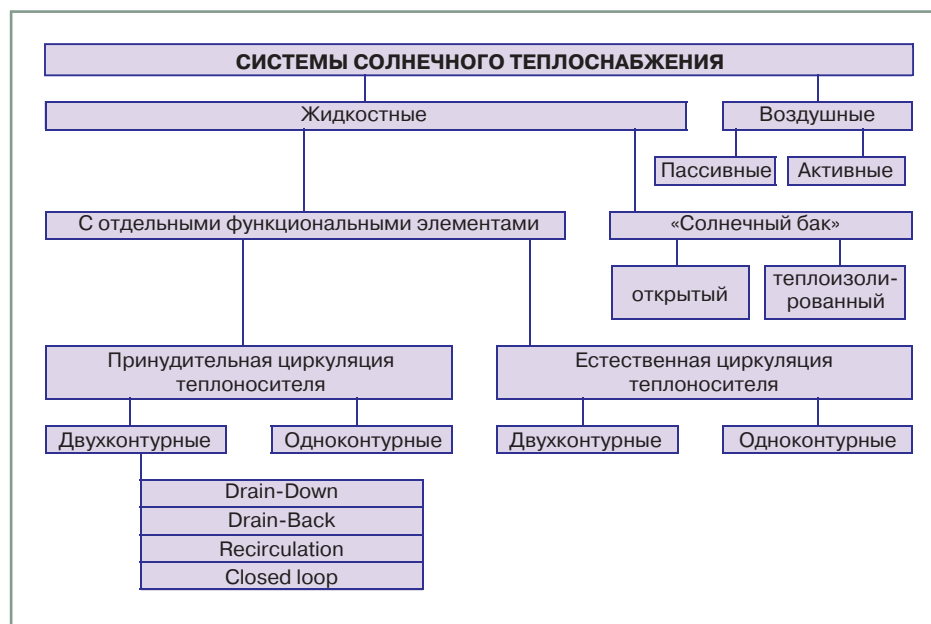 СИСТЕМЫ СОЛНЕЧНОГО ТЕПЛОСНАБЖЕНИЯ
Жидкостные
Воздушные
Пассивные
Активные
С отдельными функциональными элементами
«Солнечный бак»
открытый
теплоизоли-
рованный
Принудительная циркуляция
теплоносителя
Естественная циркуляция
теплоносителя
Двухконтурные
Одноконтурные
Двухконтурные
Одноконтурные
Drain-Down
Drain-Back
Recirculation
Closed loop